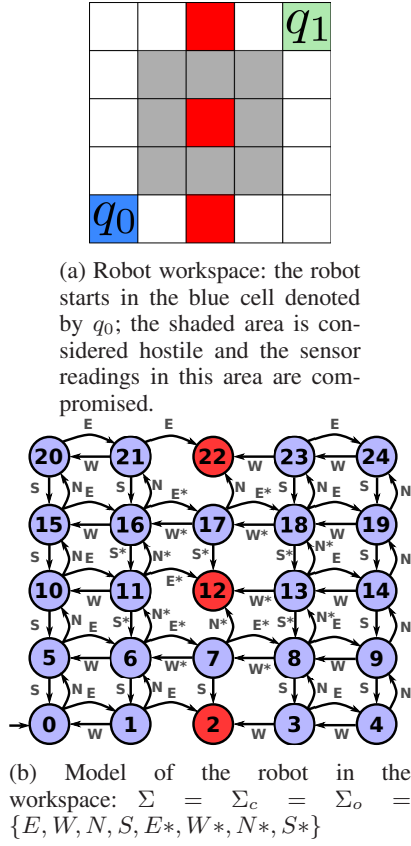 q0
q1
(a) Robot workspace: the robot
starts in the blue cell denoted
by q0; the shaded area is con-
sidered hostile and the sensor
readings in this area are com-
promised.
E E E
20 W 21 22 W 23 W 24
S N E S N E* N E* S N E S N
15 W 16 W* 17 W* 18 W 19
S N E S* N* E* S* S* N* E S N
10 W 11 12 W* 13 W 14
S N E S* N* E* N* E* S* N* E S N
5 W 6 W* 7 W* 8 W 9
S N E S N E S S N E S N
0 W 1 2 W 3 W 4
(b) Model of the robot in the
workspace: Σ = Σc = Σo =
{E, W, N, S, E*, W*, N*, S*}